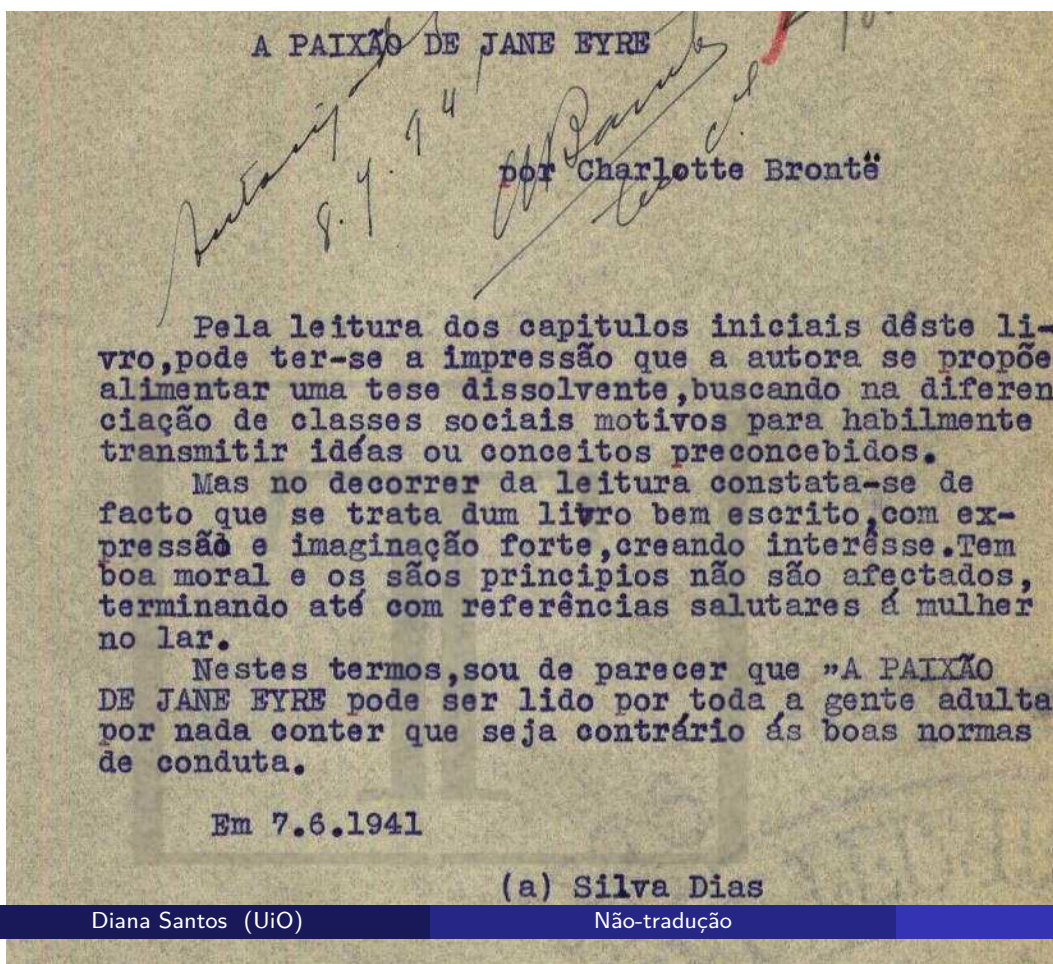 A PAIXÃO DE JANE EYRE
por Charlotte Brontë
Pela leitura dos capitulos iniciais dêste li-
vro,pode ter-se a impressão que a autora se propõe
alimentar uma tese dissolvente,buscando na diferen
ciação de classes sociais motivos para habilmente
transmitir idéas ou conceitos preconcebidos.
Mas no decorrer da leitura constata-se de
facto que se trata dum livro bem escrito,com ex-
pressão e imaginação forte,creando interêsse.Tem
boa moral e os sãos principios não são afectados,
terminando até com referências salutares á mulher
no lar.
Nestes termos,sou de parecer que "A PAIXÃO
DE JANE EYRE pode ser lido por toda a gente adulta
por nada conter que seja contrário ás boas normas
de conduta.
Em 7.6.1941
(a) Silva Dias
Diana Santos (UiO) Não-tradução